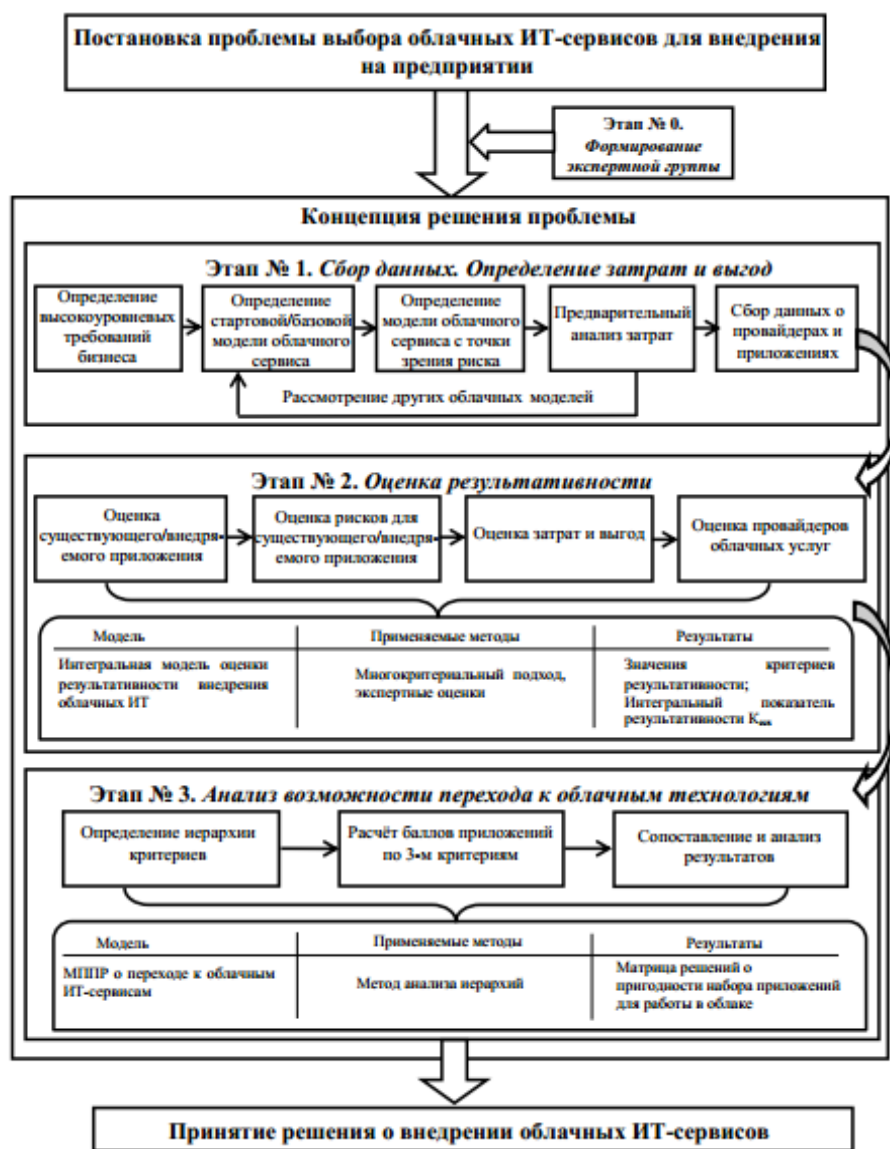 Постановка проблемы выбора облачных ИТ-сервисов для внедрения
на предприятии
Этап № 0.
Формирование
экспертной группы
Концепция решения проблемы
Этап № 1. Сбор данных. Определение затрат и выгод
Определение
высокоуровневых
требований
бизнеса
Определение
стартовой/базовой
модели облачного
сервиса
Определение
модели облачного
сервиса с точки
зрения риска
Предварительный
анализ затрат
Сбор данных о
провайдерах и
приложениях
Рассмотрение других облачных моделей
Этап № 2. Оценка результативности
Оценка
существующего/внедря-
емого приложения
Оценка рисков для
существующего/внедря-
емого приложения
Оценка затрат и выгод
Оценка провайдеров
облачных услуг
Модель
Применяемые методы
Результаты
Интегральная модель оценки
результативности внедрения
облачных ИТ
Многокритериальный подход,
экспертные оценки
Значения критериев
результативности;
Интегральный показатель
результативности К
Этап № 3. Анализ возможности перехода к облачным технологиям
Определение иерархии
критериев
Расчёт баллов приложений
по 3-м критериям
Сопоставление и анализ
результатов
Модель
Применяемые методы
Результаты
МППР о переходе к облачным
ИТ-сервисам
Метод анализа иерархий
Матрица решений о
пригодности набора приложений
для работы в облаке
Принятие решения о внедрении облачных ИТ-сервисов